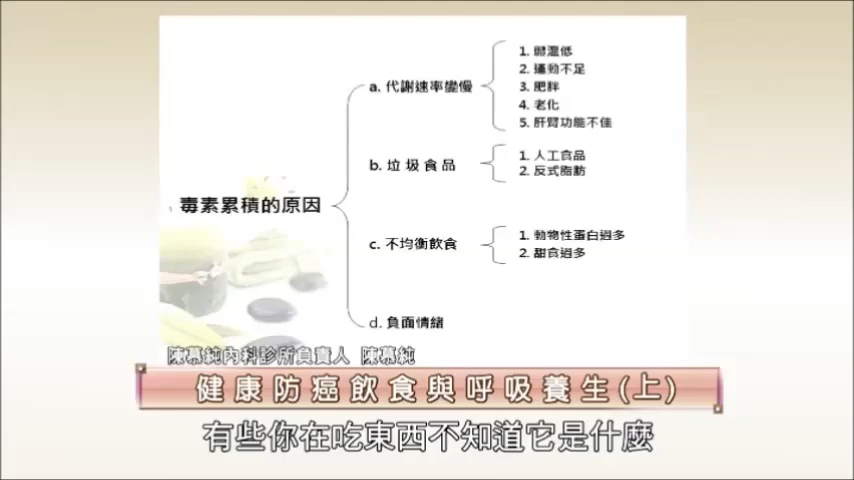 毒素累積的原因
a. 代謝速率變慢
1. 體溫低
2. 運動不足
3. 肥胖
4. 老化
5. 肝腎功能不佳
b. 垃圾食品
1. 人工食品
2. 反式脂肪
c. 不均衡飲食
1. 動物性蛋白過多
2. 甜食過多
d. 負面情緒
陳慕純內科診所負責人 陳慕純
健康防癌飲食與呼吸養生(上)
有些你在吃東西不知道它是什麼